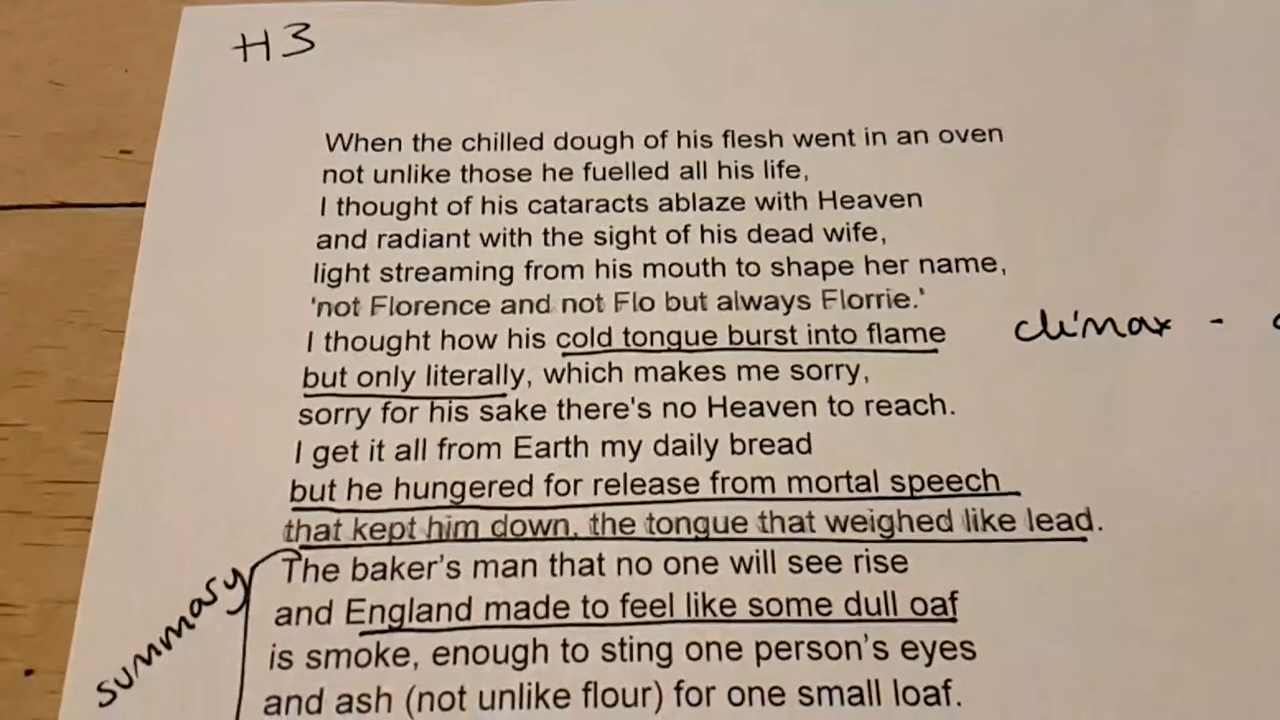 H3
When the chilled dough of his flesh went in an oven
not unlike those he fuelled all his life,
I thought of his cataracts ablaze with Heaven
and radiant with the sight of his dead wife,
light streaming from his mouth to shape her name,
'not Florence and not Flo but always Florrie.'
I thought how his cold tongue burst into flame
climax -
but only literally, which makes me sorry,
sorry for his sake there's no Heaven to reach.
I get it all from Earth my daily bread
but he hungered for release from mortal speech
that kept him down, the tongue that weighed like lead.
summary
The baker's man that no one will see rise
and England made to feel like some dull oaf
is smoke, enough to sting one person's eyes
and ash (not unlike flour) for one small loaf.